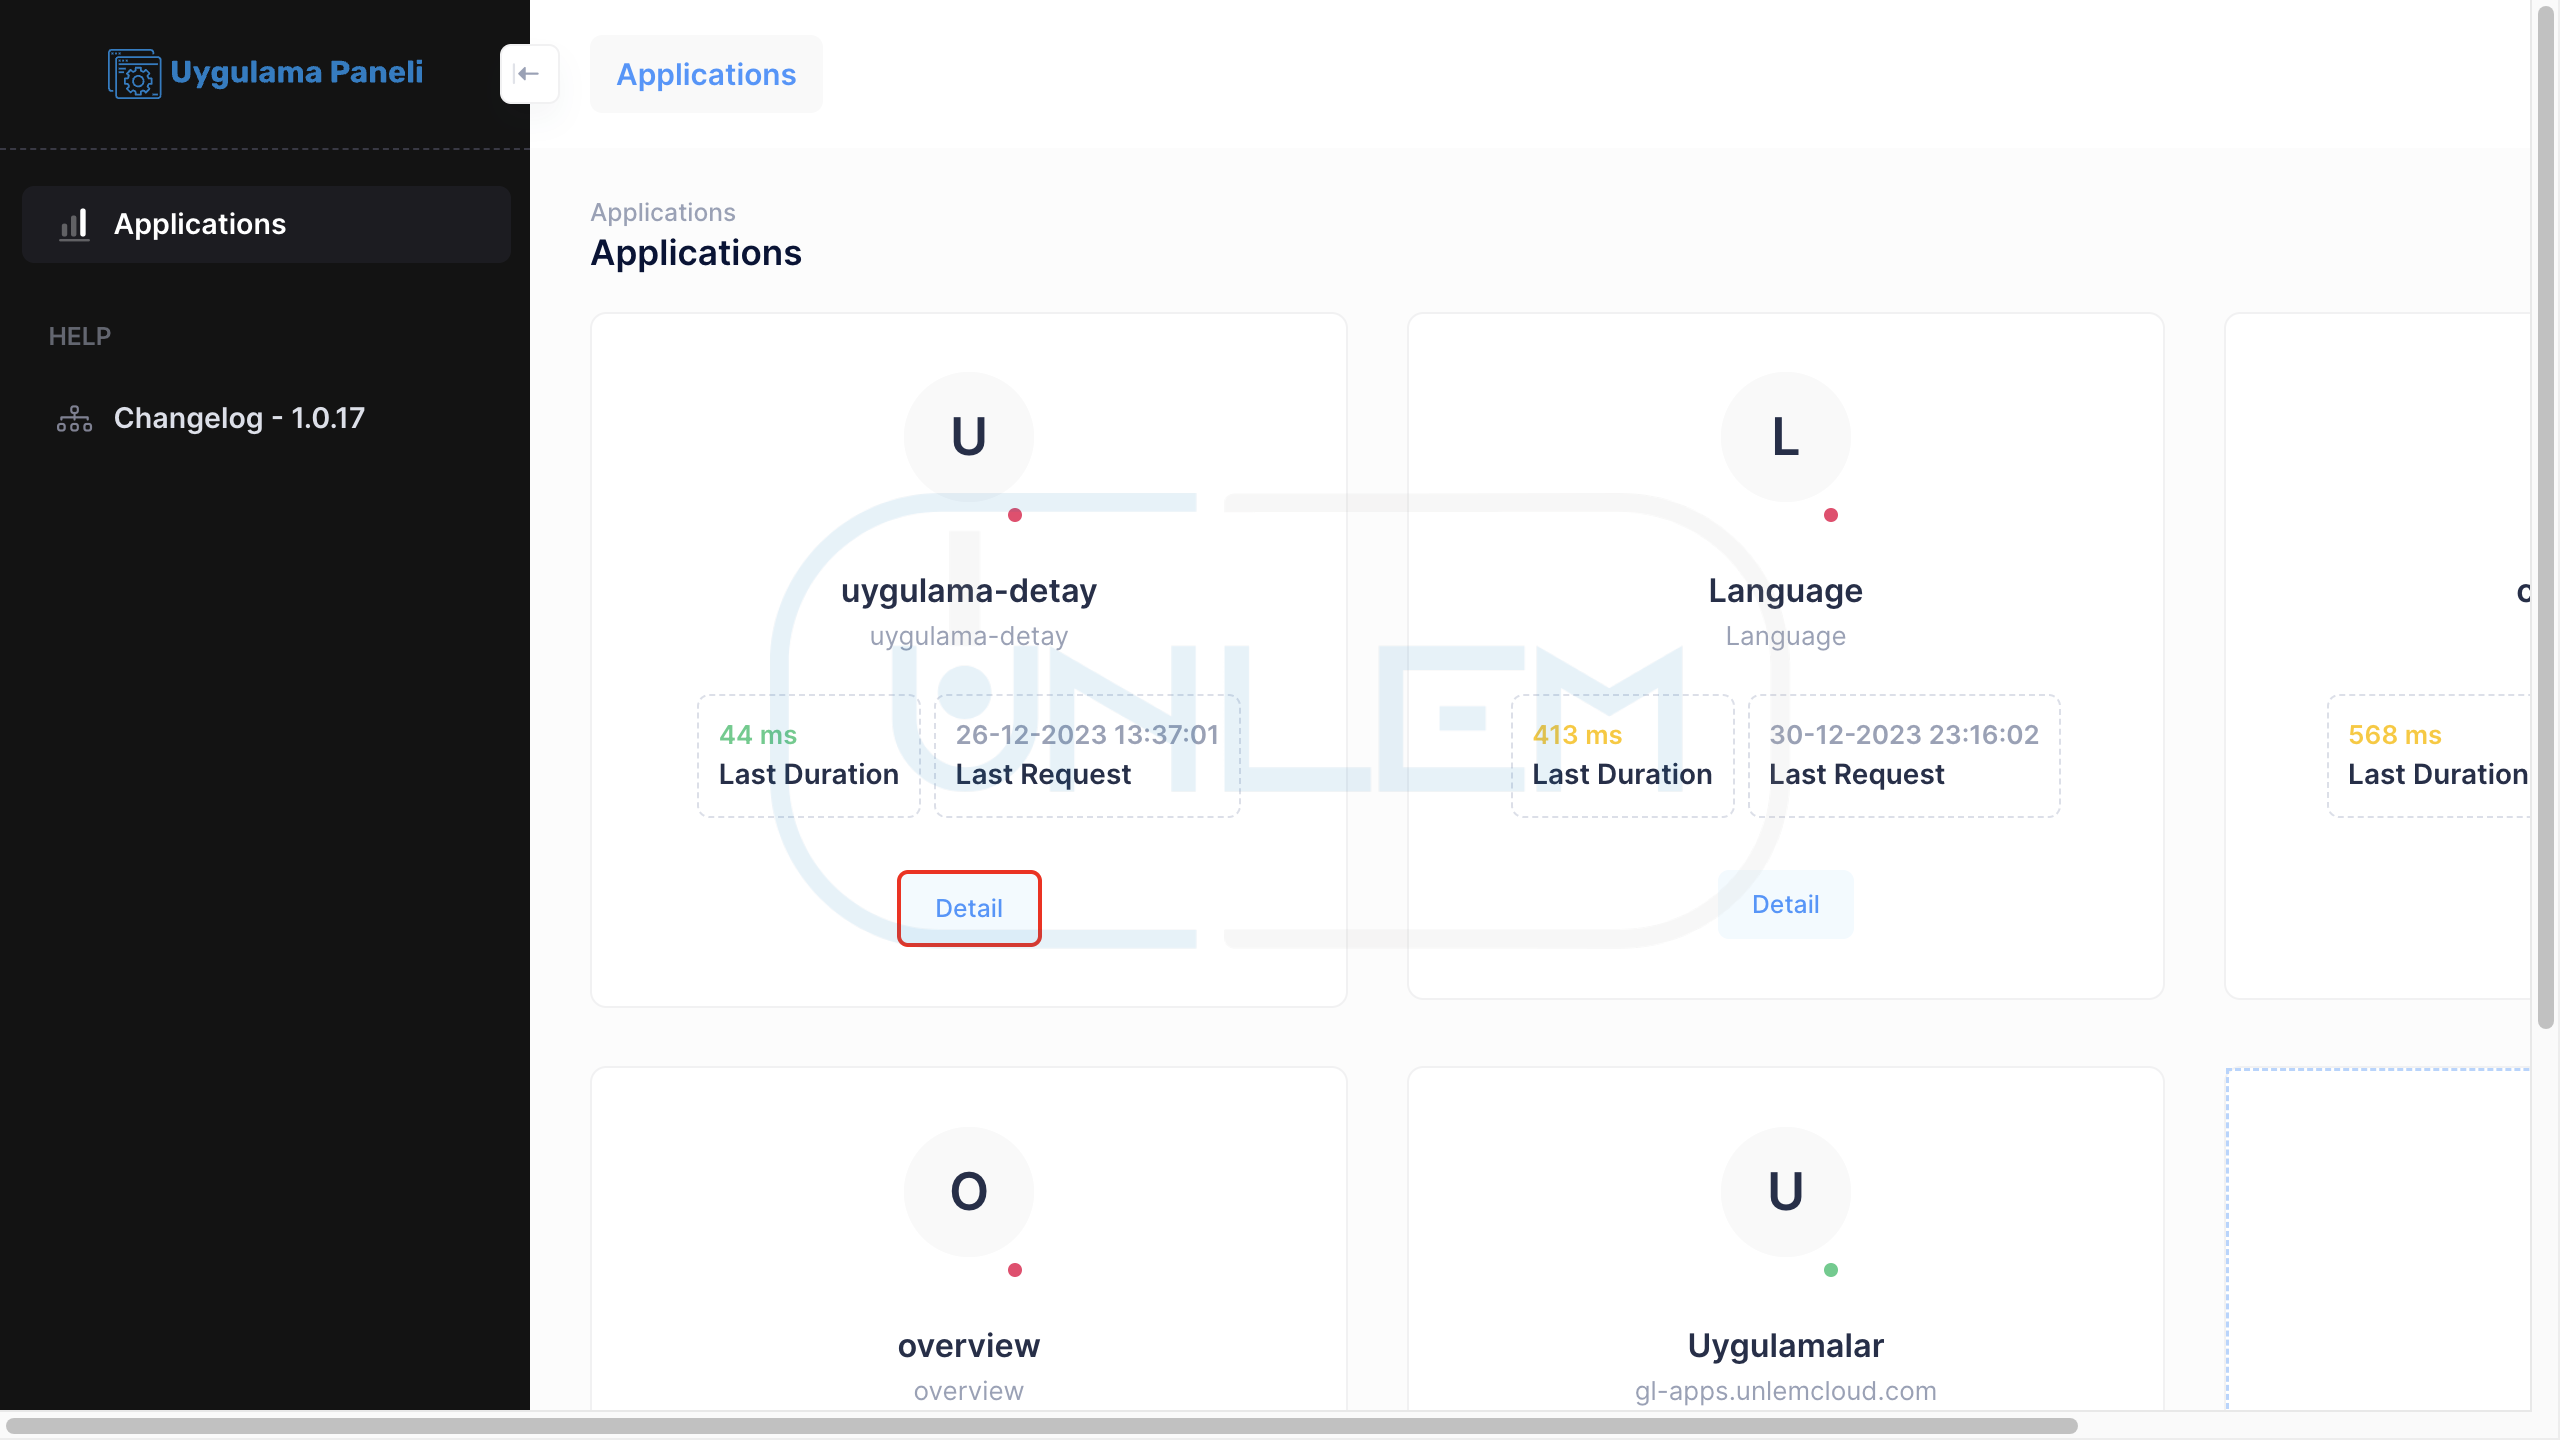 Uygulama Paneli
Applications
Applications
HELP
Changelog - 1.0.17
Applications
Applications
U
uygulama-detay
uygulama-detay
44 ms
Last Duration
26-12-2023 13:37:01
Last Request
Detail
L
Language
Language
413 ms
Last Duration
30-12-2023 23:16:02
Last Request
Detail
568 ms
Last Duration
O
overview
overview
U
Uygulamalar
gl-apps.unlemcloud.com
UNLEM